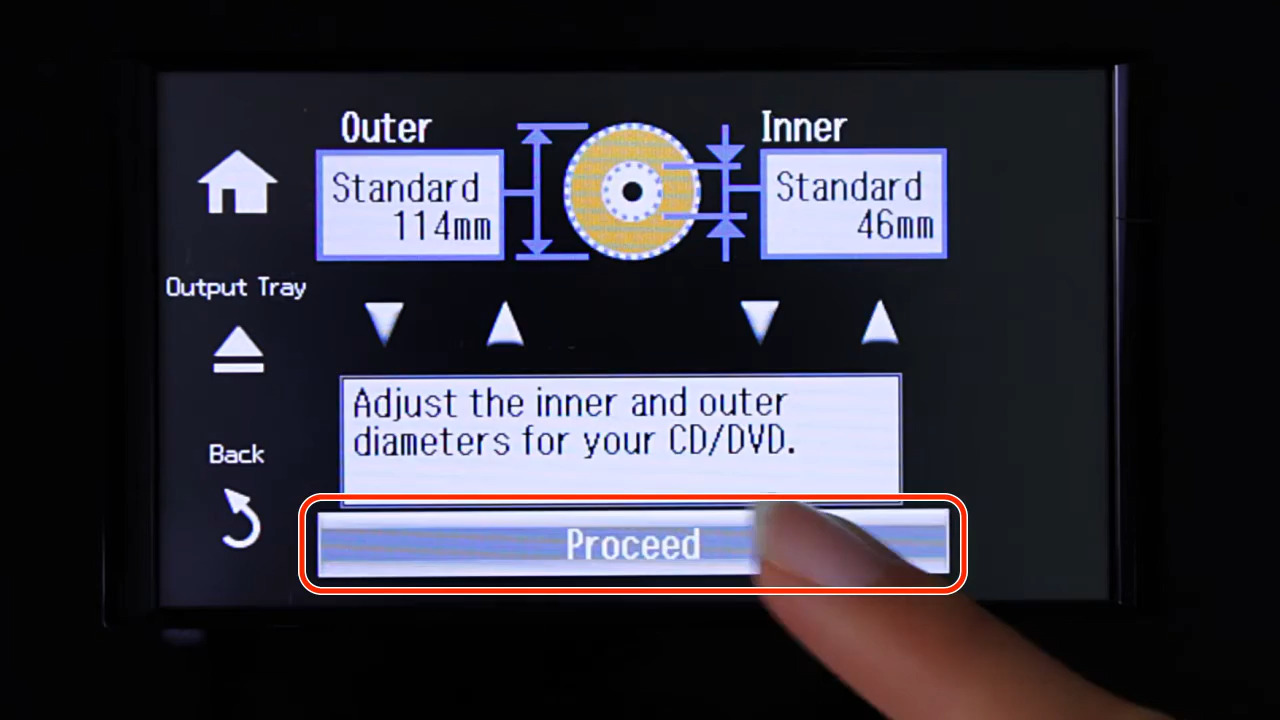 Outer
Inner
Standard
114mm
Standard
46mm
Output Tray
Adjust the inner and outer
diameters for your CD/DVD.
Back
Proceed